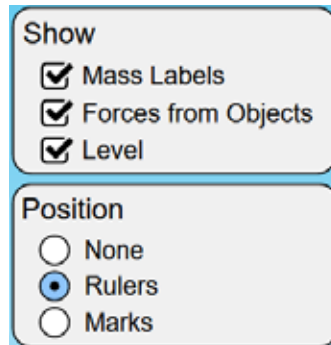 Show
Mass Labels
Forces from Objects
Level
Position
None
Rulers
Marks